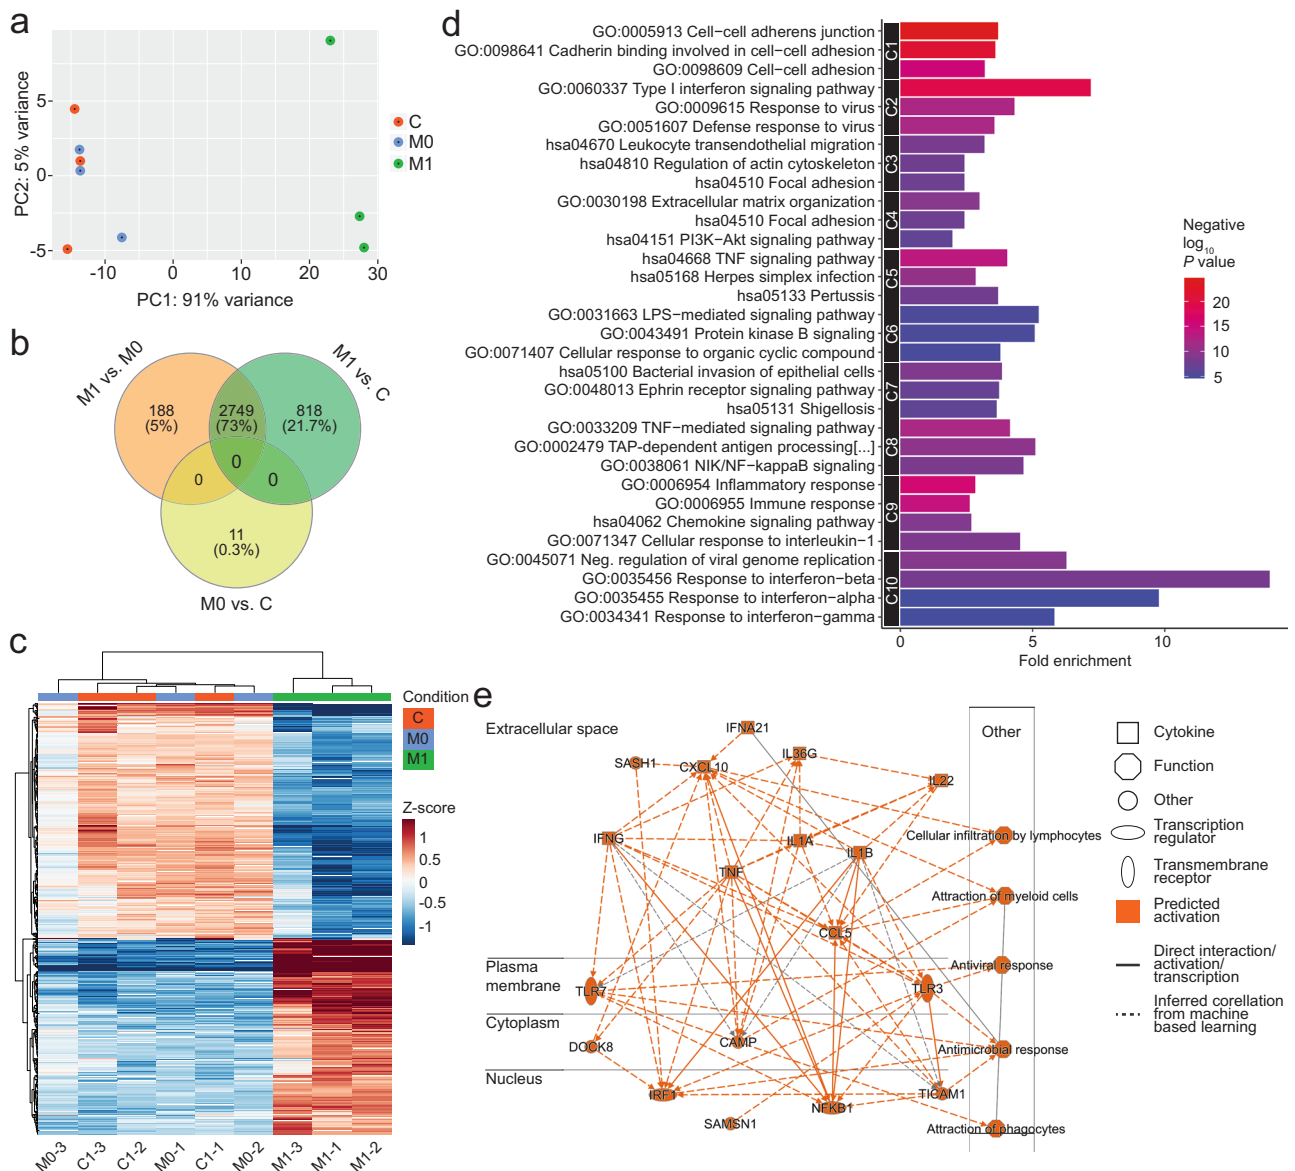 a
PC2: 5% variance
5
0
-5
-10
0
10
20
30
PC1: 91% variance
C
M0
M1
b
M1 vs. M0
M1 vs. C
188
(5%)
2749
(73%)
818
(21.7%)
0
0
0
11
(0.3%)
M0 vs. C
c
Condition
C
M0
M1
Z-score
1
0.5
0
-0.5
-1
M0-3
C1-3
C1-2
M0-1
C1-1
M0-2
M1-3
M1-1
M1-2
d
GO:0005913 Cell−cell adherens junction
GO:0098641 Cadherin binding involved in cell−cell adhesion
GO:0098609 Cell−cell adhesion
GO:0060337 Type I interferon signaling pathway
GO:0009615 Response to virus
GO:0051607 Defense response to virus
hsa04670 Leukocyte transendothelial migration
hsa04810 Regulation of actin cytoskeleton
hsa04510 Focal adhesion
GO:0030198 Extracellular matrix organization
hsa04510 Focal adhesion
hsa04151 PI3K−Akt signaling pathway
hsa04668 TNF signaling pathway
hsa05168 Herpes simplex infection
hsa05133 Pertussis
GO:0031663 LPS−mediated signaling pathway
GO:0043491 Protein kinase B signaling
GO:0071407 Cellular response to organic cyclic compound
hsa05100 Bacterial invasion of epithelial cells
GO:0048013 Ephrin receptor signaling pathway
hsa05131 Shigellosis
GO:0033209 TNF−mediated signaling pathway
GO:0002479 TAP−dependent antigen processing[...]
GO:0038061 NIK/NF−kappaB signaling
GO:0006954 Inflammatory response
GO:0006955 Immune response
hsa04062 Chemokine signaling pathway
GO:0071347 Cellular response to interleukin−1
GO:0045071 Neg. regulation of viral genome replication
GO:0035456 Response to interferon−beta
GO:0035455 Response to interferon−alpha
GO:0034341 Response to interferon−gamma
C1
C2
C3
C4
C5
C6
C7
C8
C9
C10
0
5
10
Fold enrichment
Negative
log10
P value
20
15
10
5
e
Extracellular space
Plasma
membrane
Cytoplasm
Nucleus
IFNA21
SASH1
CXCL10
IL36G
IL22
IFNG
IL1A
IL1B
TNF
CCL5
TLR7
TLR3
DOCK8
CAMP
IRF1
NFKB1
TICAM1
SAMSN1
Other
Cellular infiltration by lymphocytes
Attraction of myeloid cells
Antiviral response
Antimicrobial response
Attraction of phagocytes
Cytokine
Function
Other
Transcription
regulator
Transmembrane
receptor
Predicted
activation
Direct interaction/
activation/
transcription
Inferred corellation
from machine
based learning